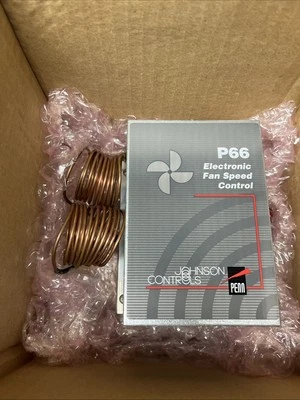 P66
Electronic
Fan Speed
Control
JOHNSON
CONTROLS
PENN